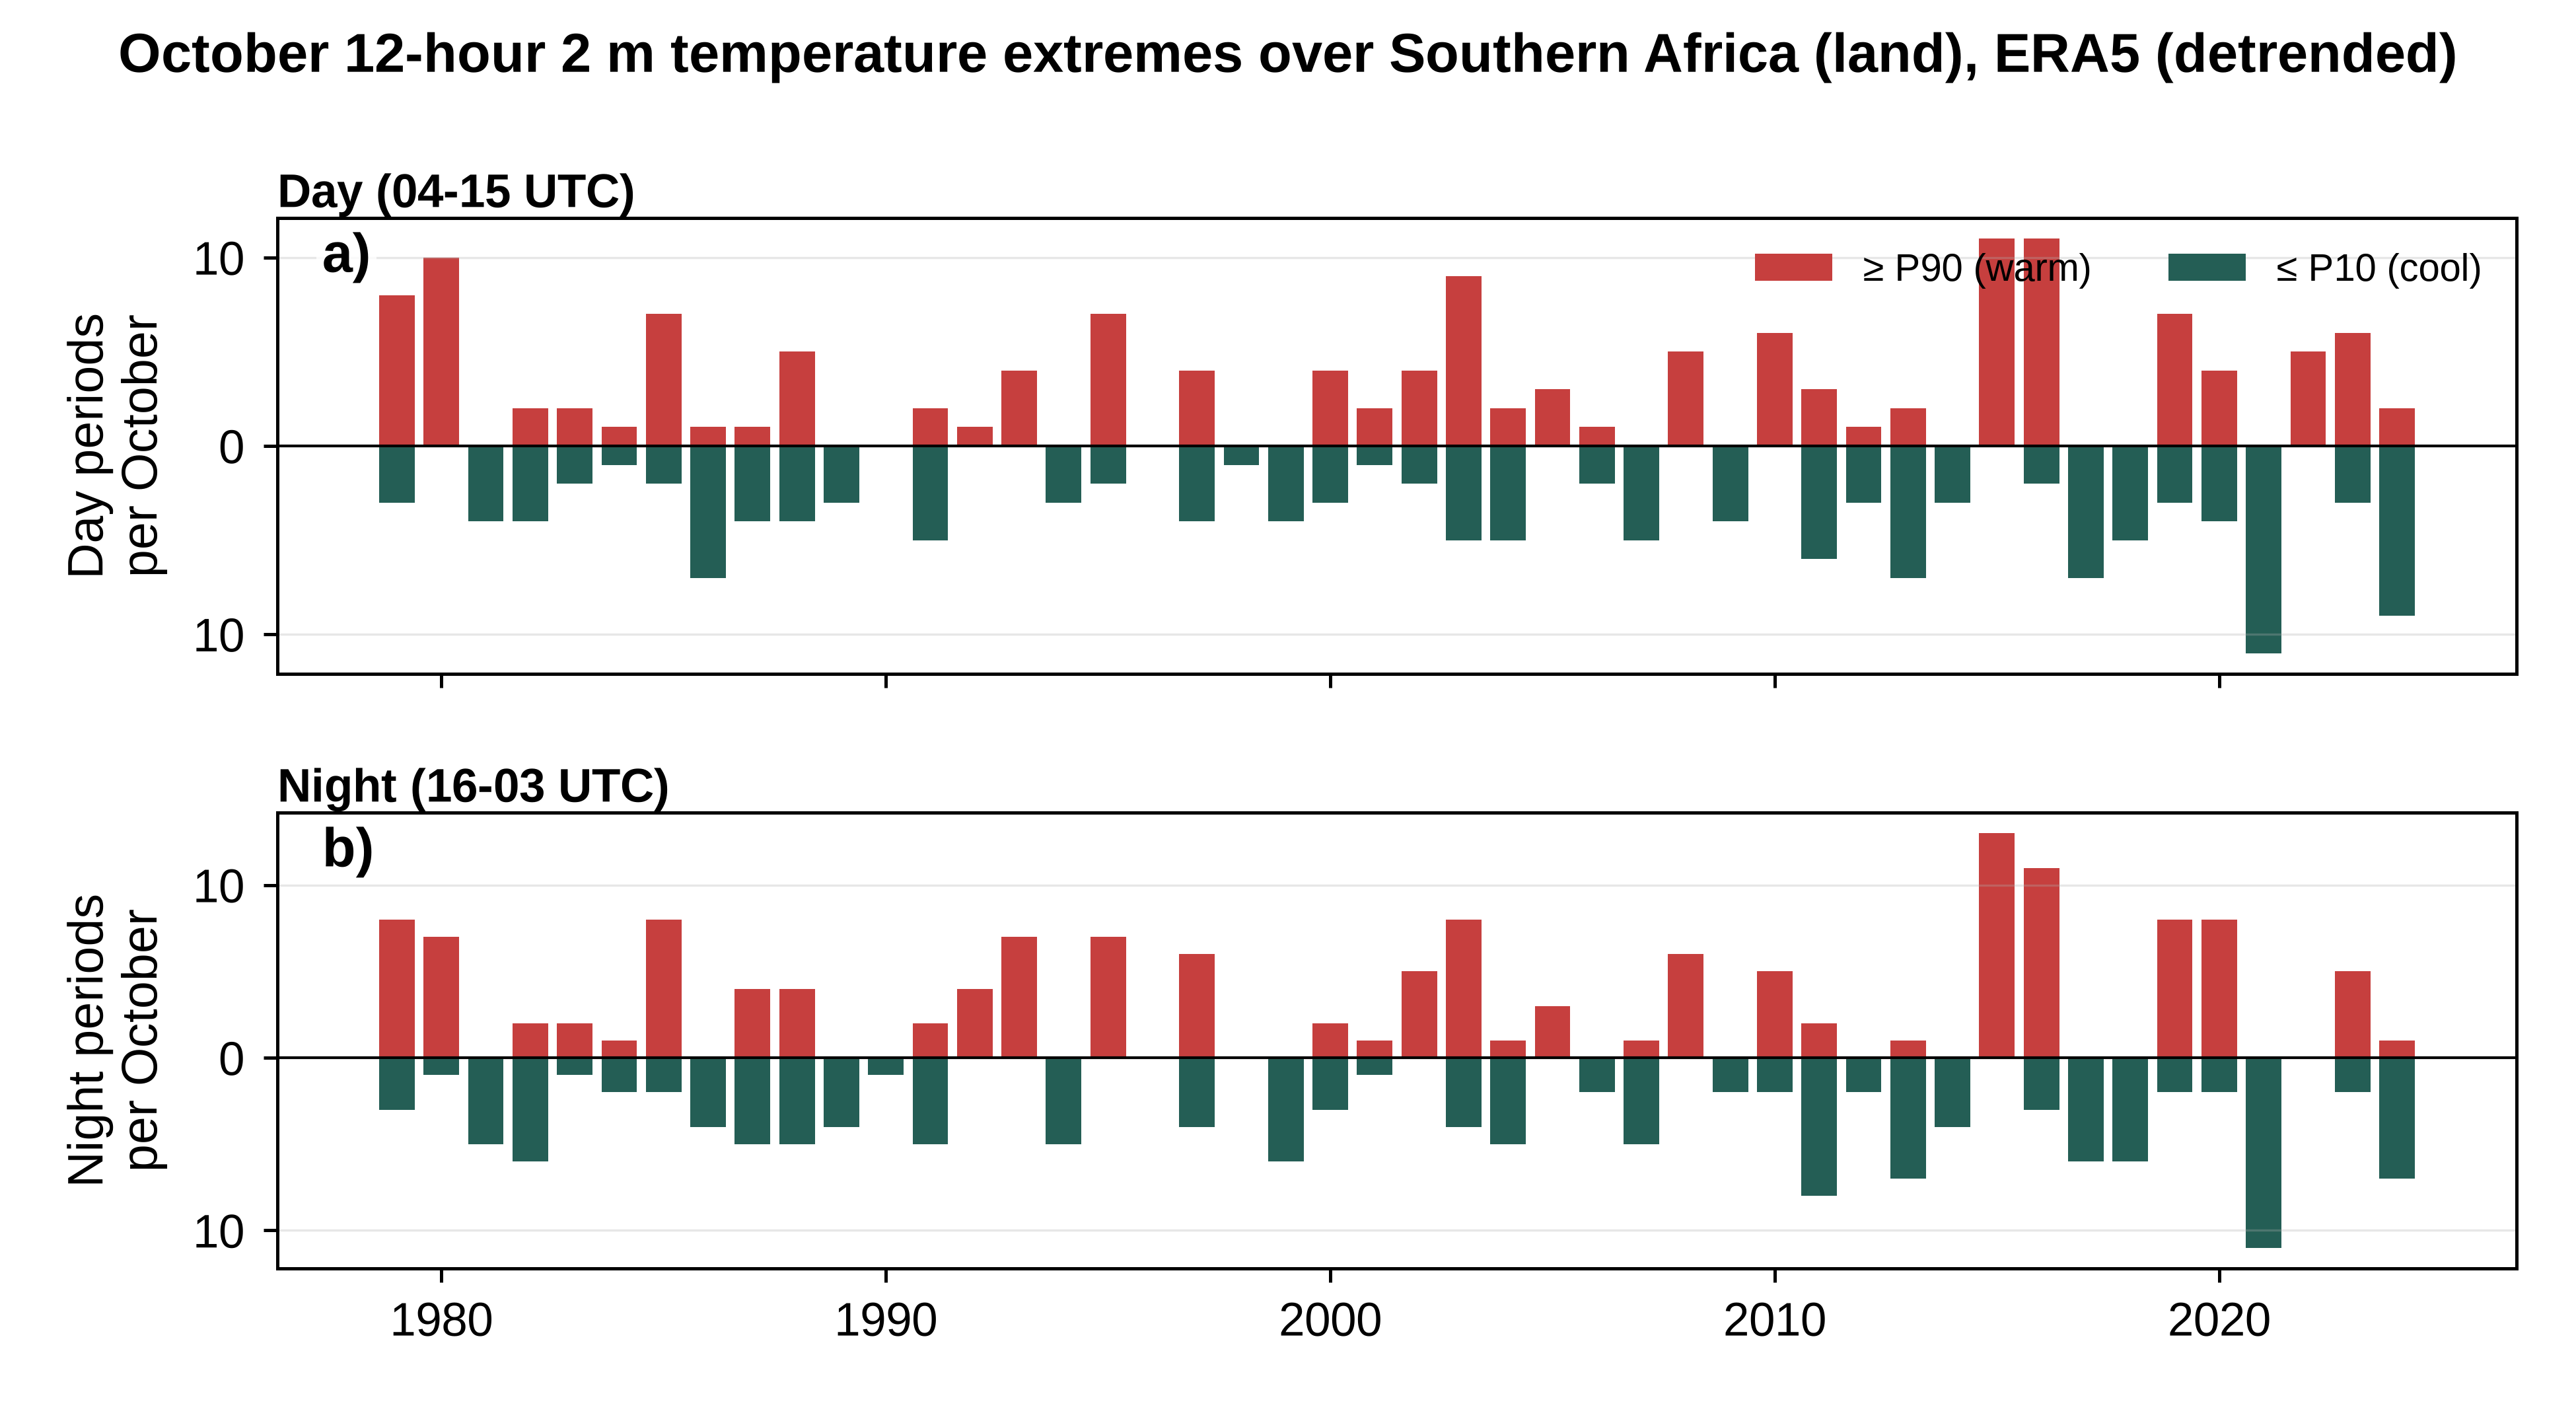 October 12-hour 2 m temperature extremes over Southern Africa (land), ERA5 (detrended)
Day (04-15 UTC)
a)
≥ P90 (warm)
≤ P10 (cool)
Day periods
per October
10
0
10
Night (16-03 UTC)
b)
Night periods
per October
10
0
10
1980
1990
2000
2010
2020